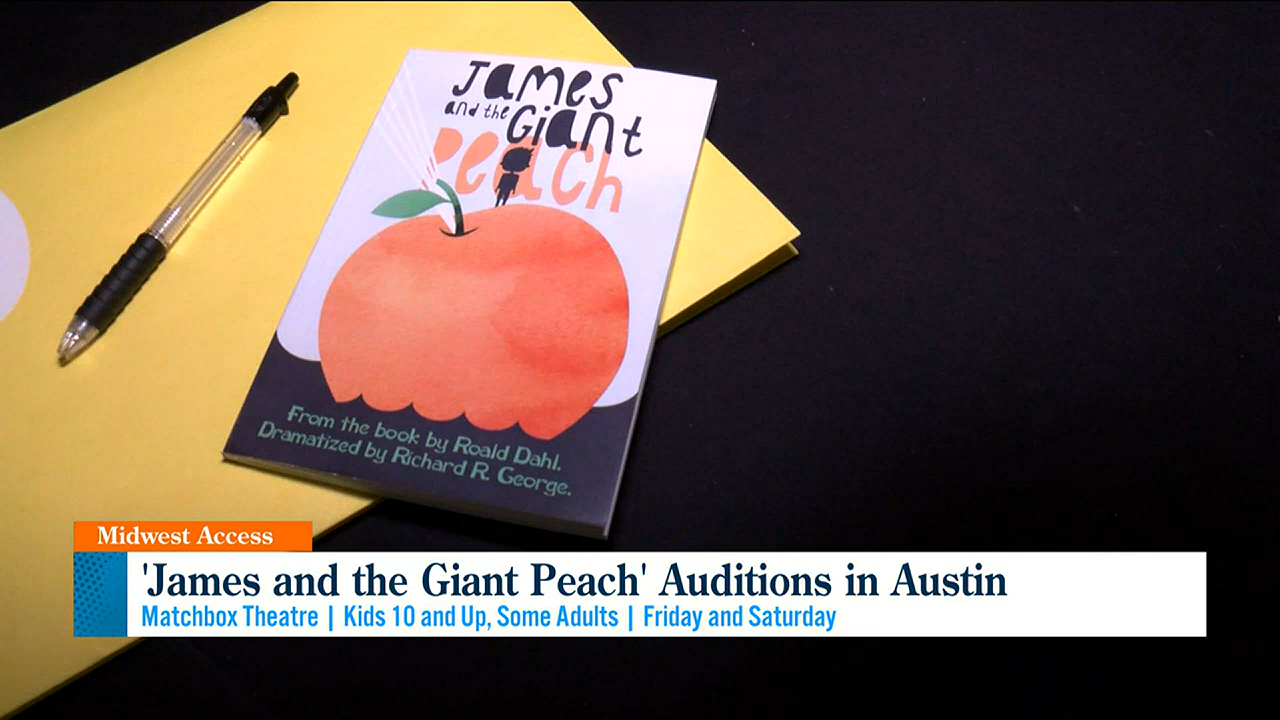 James
and the Giant
Peach
From the book by Roald Dahl.
Dramatized by Richard R. George.
Midwest Access
'James and the Giant Peach' Auditions in Austin
Matchbox Theatre | Kids 10 and Up, Some Adults | Friday and Saturday